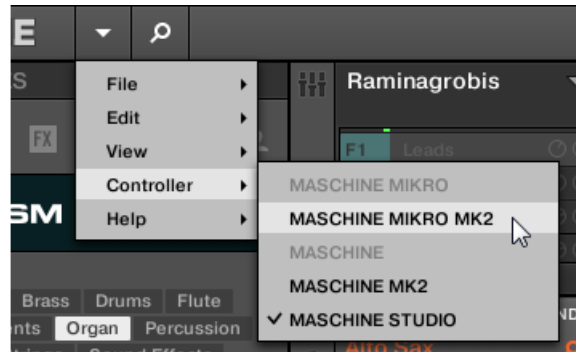 E
S
Raminagrobis
File
Edit
FX
View
F1 Leads
Controller
MASCHINE MIKRO
SM
Help
MASCHINE MIKRO MK2
MASCHINE
MASCHINE MK2
Brass Drums Flute
MASCHINE STUDIO
nts Organ Percussion
Alto Sax